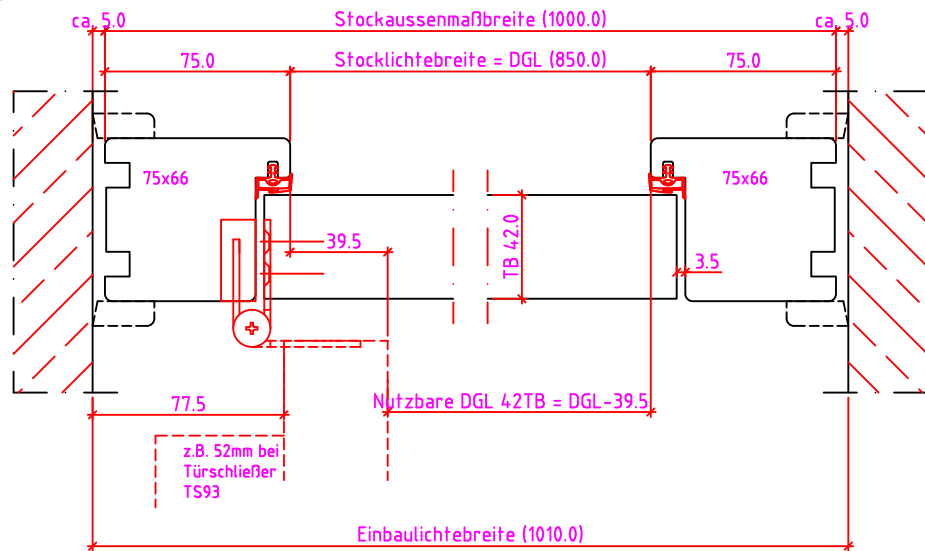 ca. 5.0
Stockaussenmaßbreite (1000.0)
ca. 5.0
75.0
Stocklichtebreite = DGL (850.0)
75.0
75x66
75x66
39.5
TB 42.0
3.5
77.5
Nutzbare DGL 42TB = DGL-39.5
z.B. 52mm bei
Türschließer
TS93
Einbaulichtebreite (1010.0)